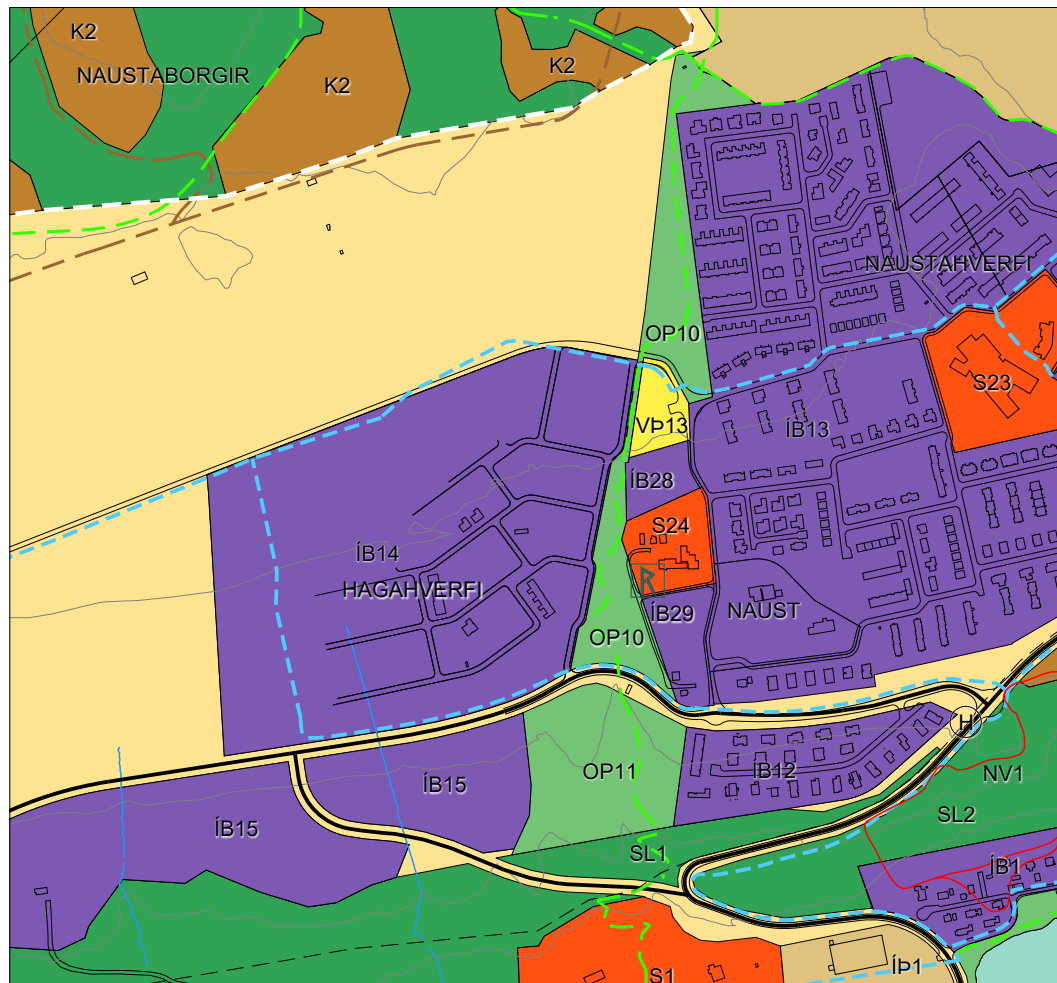 K2
NAUSTABORGIR
K2
K2
NAUSTAHVERFI
OP10
S23
VÞ13
ÍB13
ÍB28
S24
ÍB14
R
HAGAHVERFI
ÍB29
NAUST
OP10
H
OP11
ÍB12
NV1
ÍB15
ÍB15
SL2
SL1
ÍB1
S1
ÍÞ1